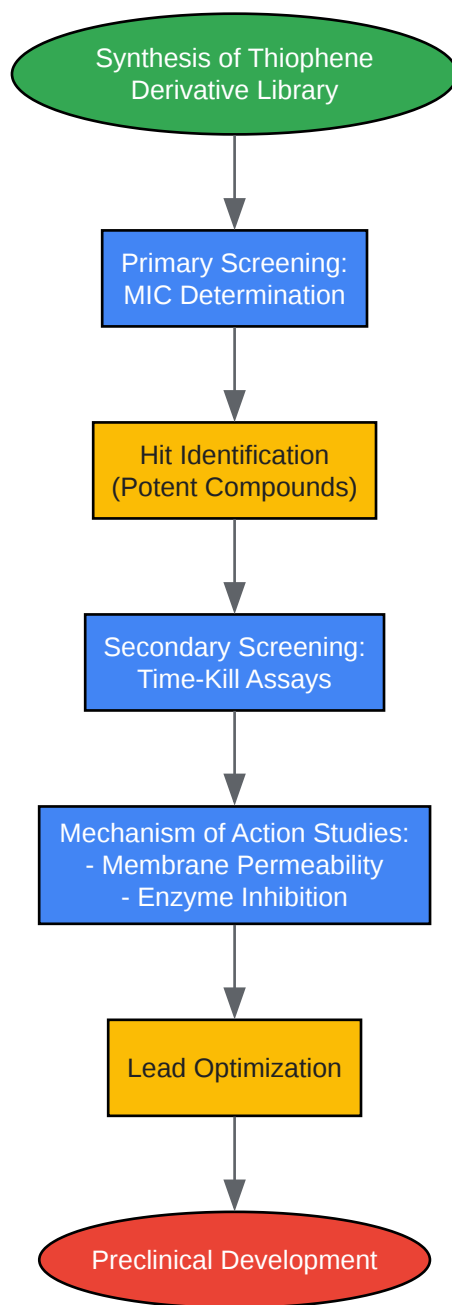 Synthesis of Thiophene
Derivative Library
Primary Screening:
MIC Determination
Hit Identification
(Potent Compounds)
Secondary Screening:
Time-Kill Assays
Mechanism of Action Studies:
- Membrane Permeability
- Enzyme Inhibition
Lead Optimization
Preclinical Development